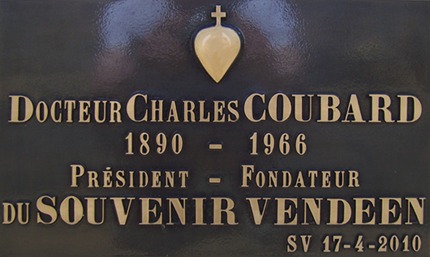 DOCTEUR CHARLES COUBARD
1890 - 1966
PRÉSIDENT - FONDATEUR
DU SOUVENIR VENDEEN
SV 17-4-2010